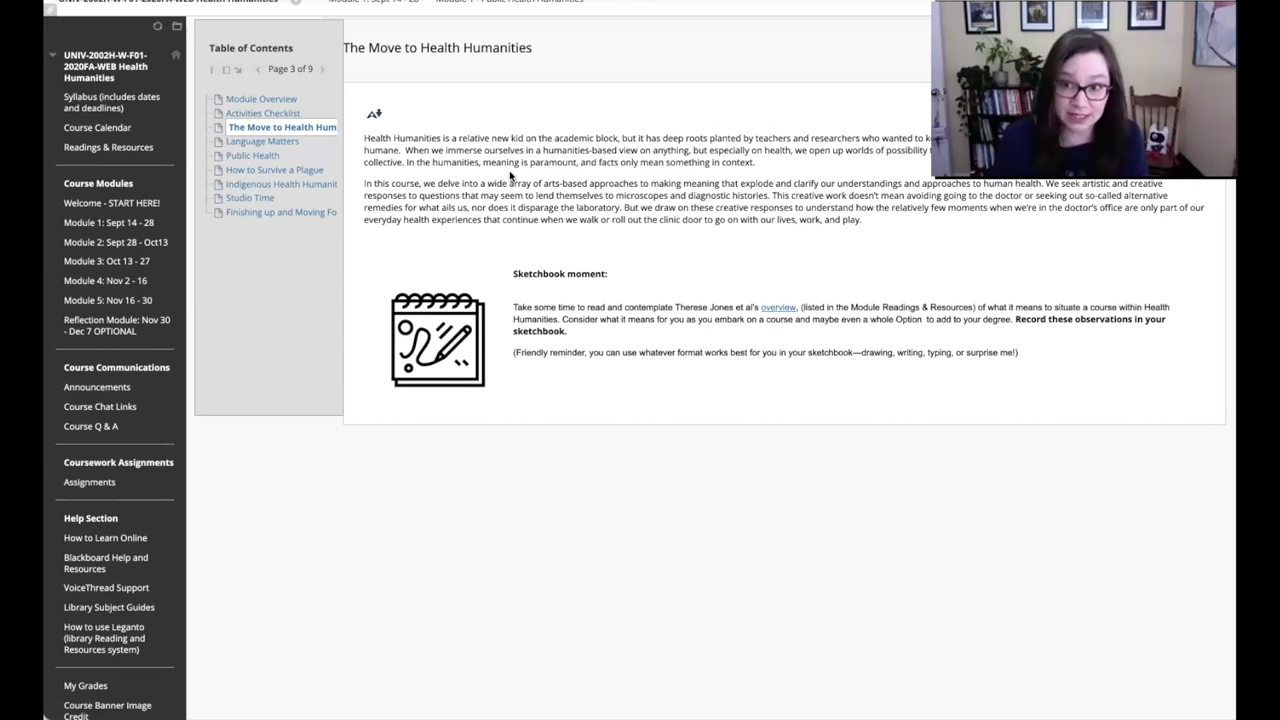 UNIV-2002H-W-F01-2020FA-WEB Health Humanities
Module 1: Sept 14 - 28
Module 1 - Public Health Humanities
UNIV-2002H-W-F01-
2020FA-WEB Health
Humanities
Syllabus (includes dates
and deadlines)
Course Calendar
Readings & Resources
Course Modules
Welcome - START HERE!
Module 1: Sept 14 - 28
Module 2: Sept 28 - Oct13
Module 3: Oct 13 - 27
Module 4: Nov 2 - 16
Module 5: Nov 16 - 30
Reflection Module: Nov 30
- Dec 7 OPTIONAL
Course Communications
Announcements
Course Chat Links
Course Q & A
Coursework Assignments
Assignments
Help Section
How to Learn Online
Blackboard Help and
Resources
VoiceThread Support
Library Subject Guides
How to use Leganto
(library Reading and
Resources system)
My Grades
Course Banner Image
Credit
Table of Contents
Page 3 of 9
Module Overview
Activities Checklist
The Move to Health Hum
Language Matters
Public Health
How to Survive a Plague
Indigenous Health Humanit
Studio Time
Finishing up and Moving Fo
The Move to Health Humanities
Health Humanities is a relative new kid on the academic block, but it has deep roots planted by teachers and researchers who wanted to
humane. When we immerse ourselves in a humanities-based view on anything, but especially on health, we open up worlds of possibility
collective. In the humanities, meaning is paramount, and facts only mean something in context.
In this course, we delve into a wide array of arts-based approaches to making meaning that explode and clarify our understandings and approaches to human health. We seek artistic and creative
responses to questions that may seem to lend themselves to microscopes and diagnostic histories. This creative work doesn't mean avoiding going to the doctor or seeking out so-called alternative
remedies for what ails us, nor does it disparage the laboratory. But we draw on these creative responses to understand how the relatively few moments when we're in the doctor's office are only part of our
everyday health experiences that continue when we walk or roll out the clinic door to go on with our lives, work, and play.
Sketchbook moment:
Take some time to read and contemplate Therese Jones et al's overview, (listed in the Module Readings & Resources) of what it means to situate a course within Health
Humanities. Consider what it means for you as you embark on a course and maybe even a whole Option to add to your degree. Record these observations in your
sketchbook.
(Friendly reminder, you can use whatever format works best for you in your sketchbook—drawing, writing, typing, or surprise me!)